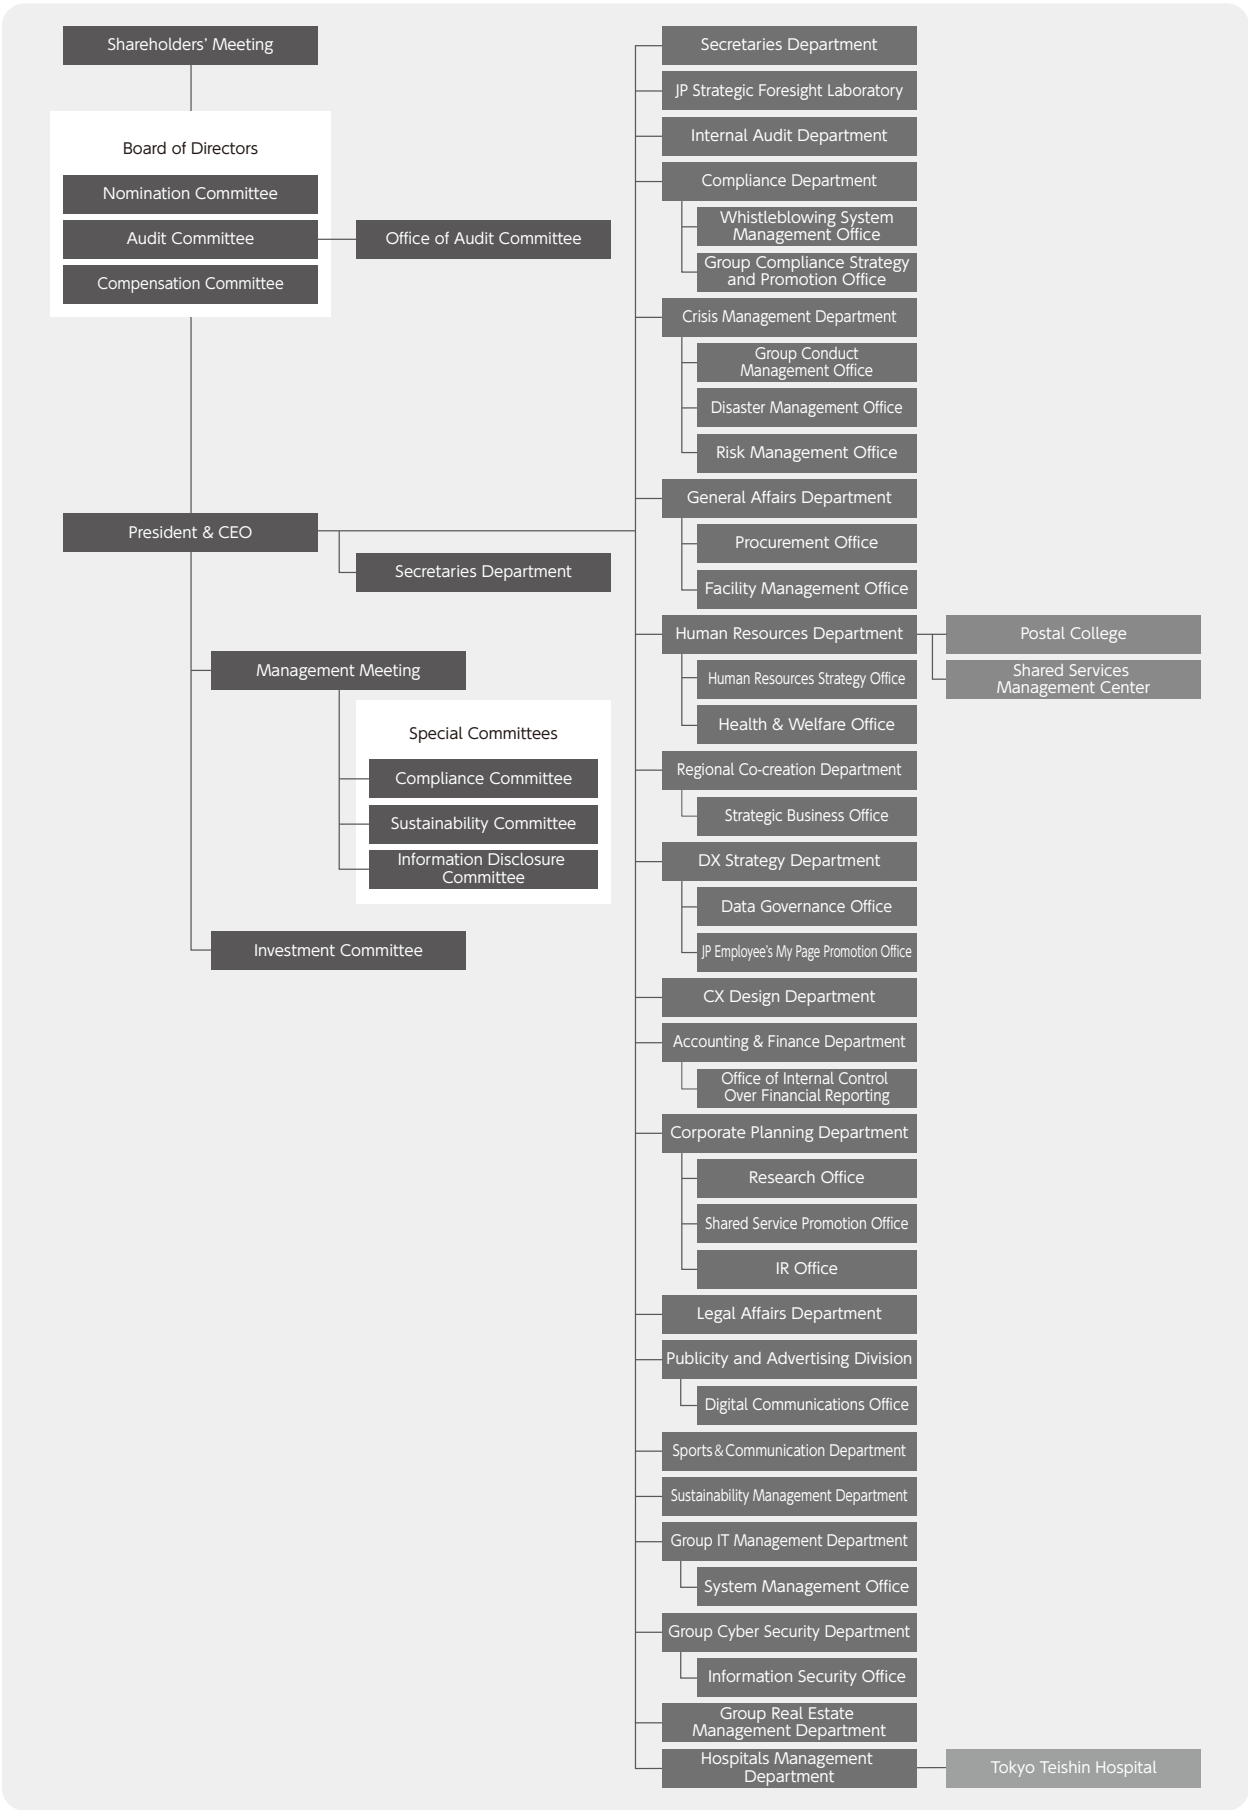 Shareholders’ Meeting
Board of Directors
Nomination Committee
Audit Committee
Office of Audit Committee
Compensation Committee
President & CEO
Secretaries Department
Management Meeting
Special Committees
Compliance Committee
Sustainability Committee
Information Disclosure
Committee
Investment Committee
Secretaries Department
JP Strategic Foresight Laboratory
Internal Audit Department
Compliance Department
Whistleblowing System
Management Office
Group Compliance Strategy
and Promotion Office
Crisis Management Department
Group Conduct
Management Office
Disaster Management Office
Risk Management Office
General Affairs Department
Procurement Office
Facility Management Office
Human Resources Department
Postal College
Shared Services
Management Center
Human Resources Strategy Office
Health & Welfare Office
Regional Co-creation Department
Strategic Business Office
DX Strategy Department
Data Governance Office
JP Employee's My Page Promotion Office
CX Design Department
Accounting & Finance Department
Office of Internal Control
Over Financial Reporting
Corporate Planning Department
Research Office
Shared Service Promotion Office
IR Office
Legal Affairs Department
Publicity and Advertising Division
Digital Communications Office
Sports & Communication Department
Sustainability Management Department
Group IT Management Department
System Management Office
Group Cyber Security Department
Information Security Office
Group Real Estate
Management Department
Hospitals Management
Department
Tokyo Teishin Hospital